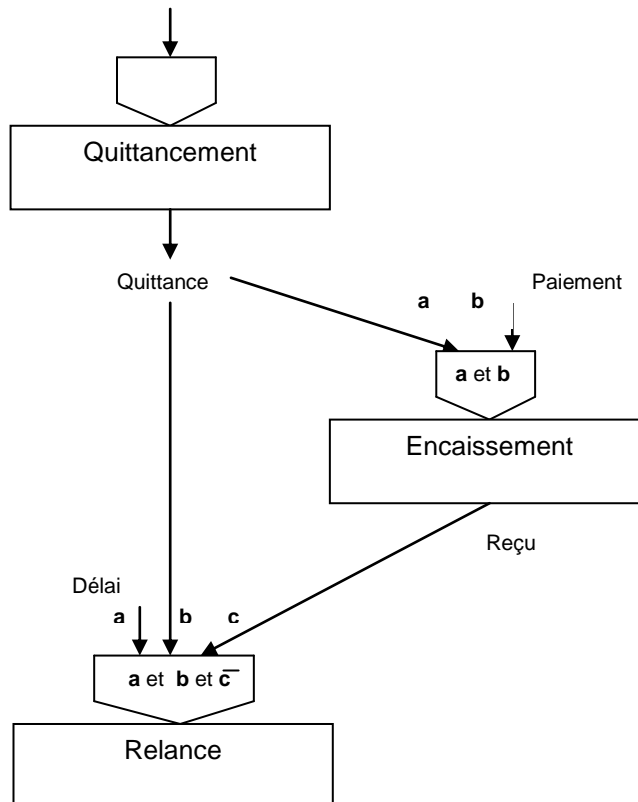 Quittancement
Quittance
Paiement
a b
a et b
Encaissement
Reçu
Délai
a b c
a et b et c̅
Relance